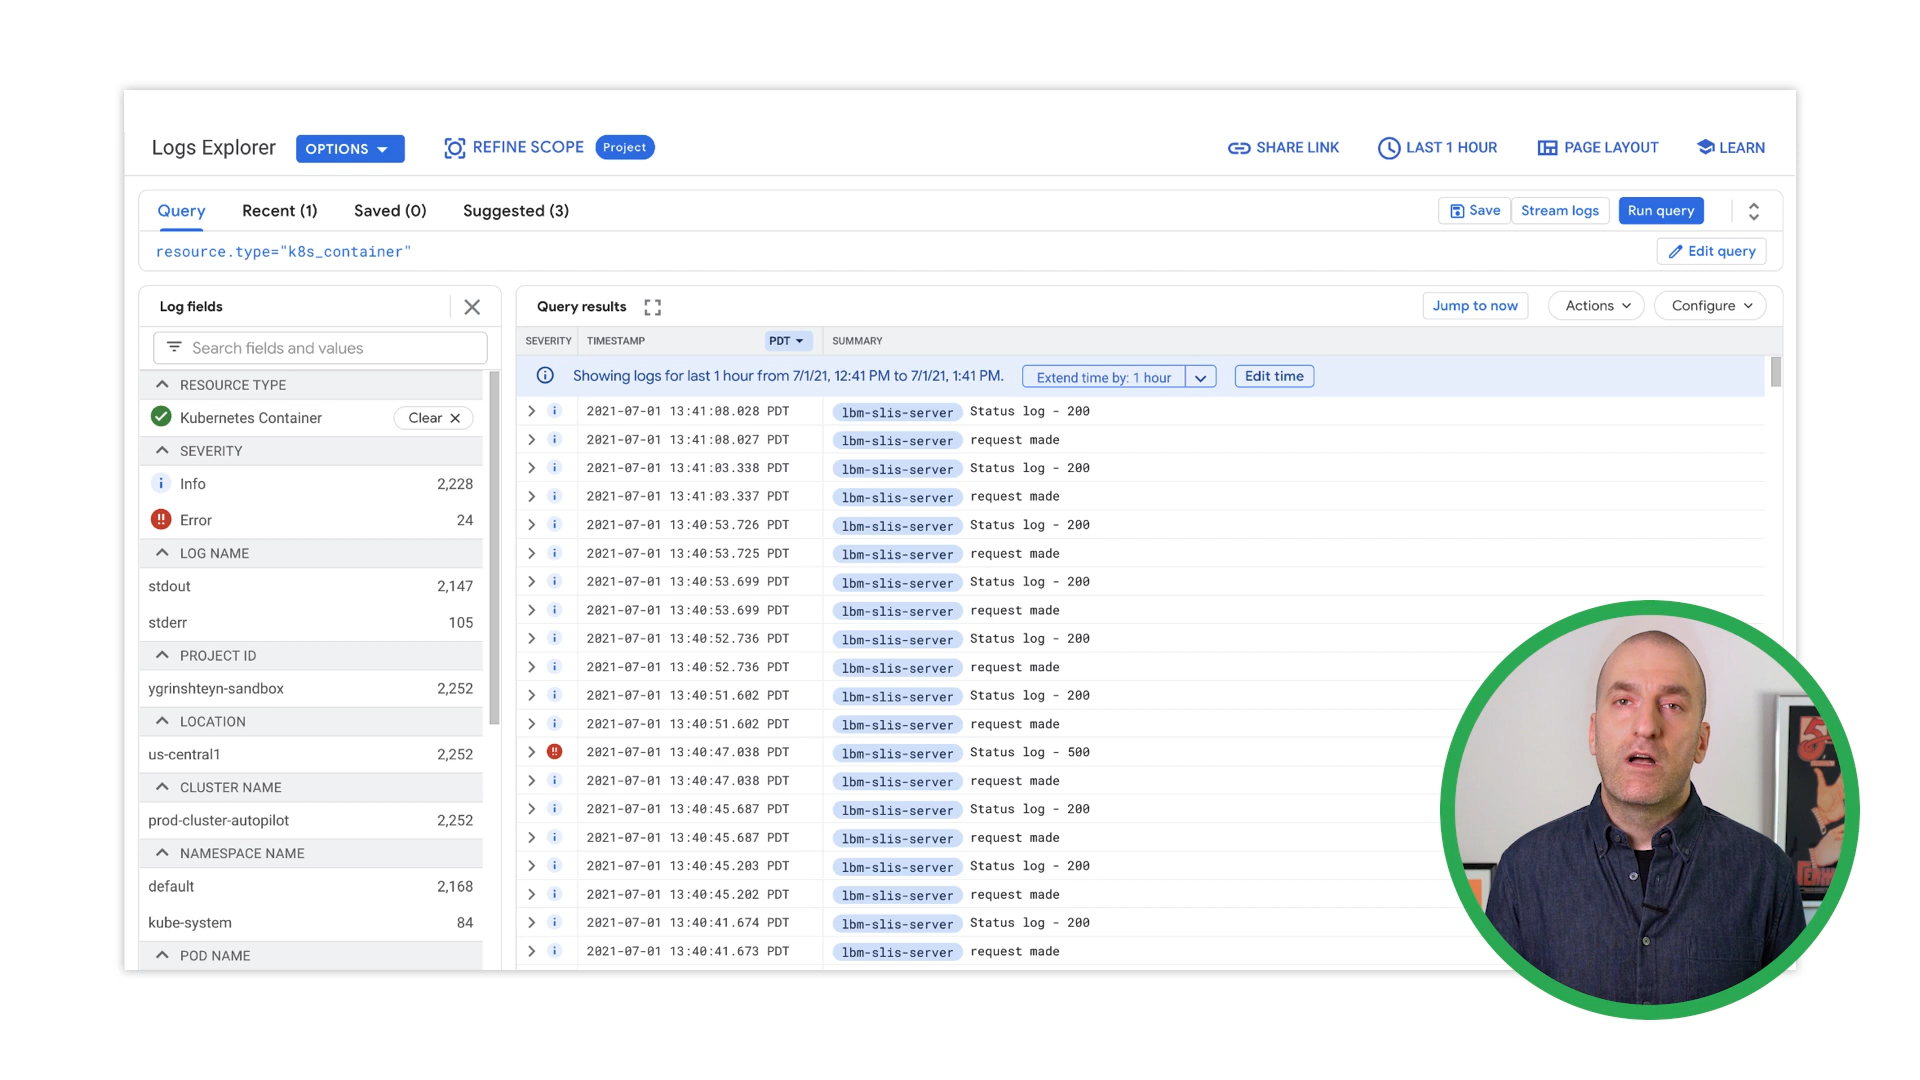 Logs Explorer OPTIONS REFINE SCOPE Project SHARE LINK LAST 1 HOUR PAGE LAYOUT LEARN
Query Recent (1) Saved (0) Suggested (3) Save Stream logs Run query
resource.type="k8s_container" Edit query
Log fields
Search fields and values
RESOURCE TYPE
Kubernetes Container Clear
SEVERITY
Info 2,228
Error 24
LOG NAME
stdout 2,147
stderr 105
PROJECT ID
ygrinshteyn-sandbox 2,252
LOCATION
us-central1 2,252
CLUSTER NAME
prod-cluster-autopilot 2,252
NAMESPACE NAME
default 2,168
kube-system 84
POD NAME
Query results Jump to now Actions Configure
SEVERITY TIMESTAMP PDT SUMMARY
Showing logs for last 1 hour from 7/1/21, 12:41 PM to 7/1/21, 1:41 PM. Extend time by: 1 hour Edit time
2021-07-01 13:41:08.028 PDT lbm-slis-server Status log - 200
2021-07-01 13:41:08.027 PDT lbm-slis-server request made
2021-07-01 13:41:03.338 PDT lbm-slis-server Status log - 200
2021-07-01 13:41:03.337 PDT lbm-slis-server request made
2021-07-01 13:40:53.726 PDT lbm-slis-server Status log - 200
2021-07-01 13:40:53.725 PDT lbm-slis-server request made
2021-07-01 13:40:53.699 PDT lbm-slis-server Status log - 200
2021-07-01 13:40:53.699 PDT lbm-slis-server request made
2021-07-01 13:40:52.736 PDT lbm-slis-server Status log - 200
2021-07-01 13:40:52.736 PDT lbm-slis-server request made
2021-07-01 13:40:51.602 PDT lbm-slis-server Status log - 200
2021-07-01 13:40:51.602 PDT lbm-slis-server request made
2021-07-01 13:40:47.038 PDT lbm-slis-server Status log - 500
2021-07-01 13:40:47.038 PDT lbm-slis-server request made
2021-07-01 13:40:45.687 PDT lbm-slis-server Status log - 200
2021-07-01 13:40:45.687 PDT lbm-slis-server request made
2021-07-01 13:40:45.203 PDT lbm-slis-server Status log - 200
2021-07-01 13:40:45.202 PDT lbm-slis-server request made
2021-07-01 13:40:41.674 PDT lbm-slis-server Status log - 200
2021-07-01 13:40:41.673 PDT lbm-slis-server request made